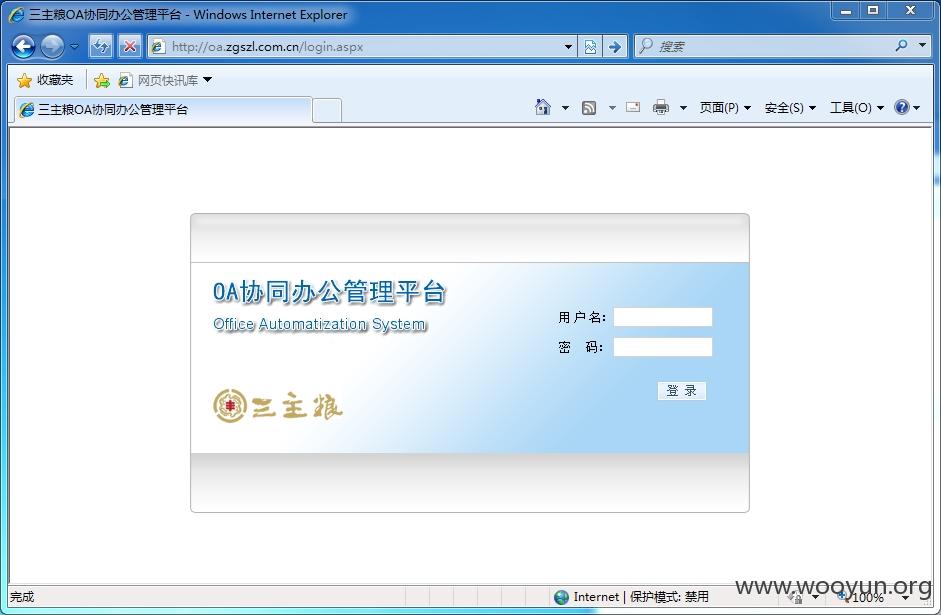 三主粮OA协同办公管理平台 - Windows Internet Explorer
http://oa.zgszl.com.cn/login.aspx
搜索
收藏夹
网页快讯库
三主粮OA协同办公管理平台
页面(P)
安全(S)
工具(O)
OA协同办公管理平台
Office Automatization System
用户名:
密 码:
登 录
三主粮
完成
Internet | 保护模式: 禁用
100%
www.wooyun.org